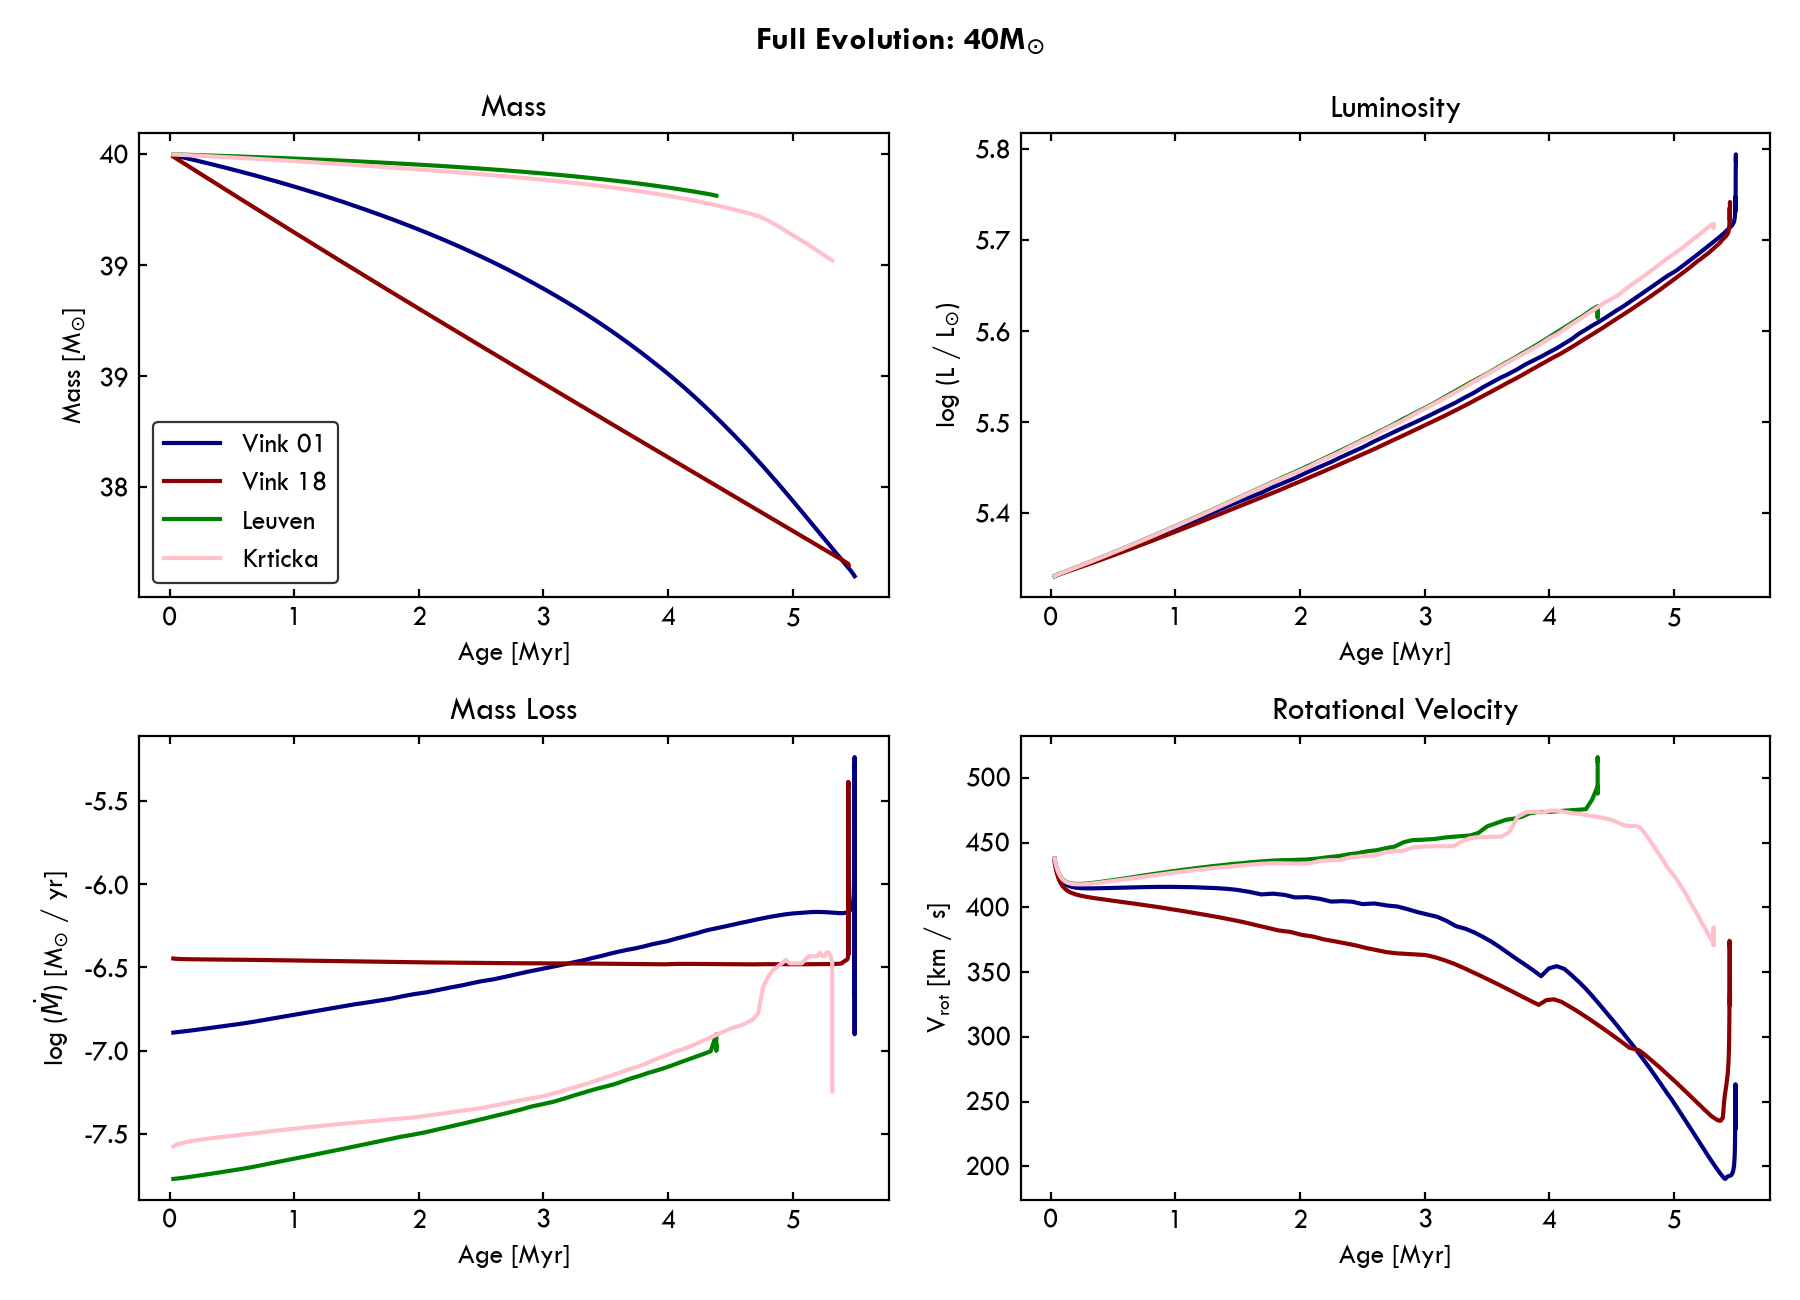 Full Evolution: 40M⊙
Mass
Mass [M⊙]
40
39
39
38
Vink 01
Vink 18
Leuven
Krticka
0 1 2 3 4 5
Age [Myr]
Luminosity
log (L / L⊙)
5.8
5.7
5.6
5.5
5.4
0 1 2 3 4 5
Age [Myr]
Mass Loss
log (Ṁ) [M⊙ / yr]
-5.5
-6.0
-6.5
-7.0
-7.5
0 1 2 3 4 5
Age [Myr]
Rotational Velocity
Vrot [km / s]
500
450
400
350
300
250
200
0 1 2 3 4 5
Age [Myr]